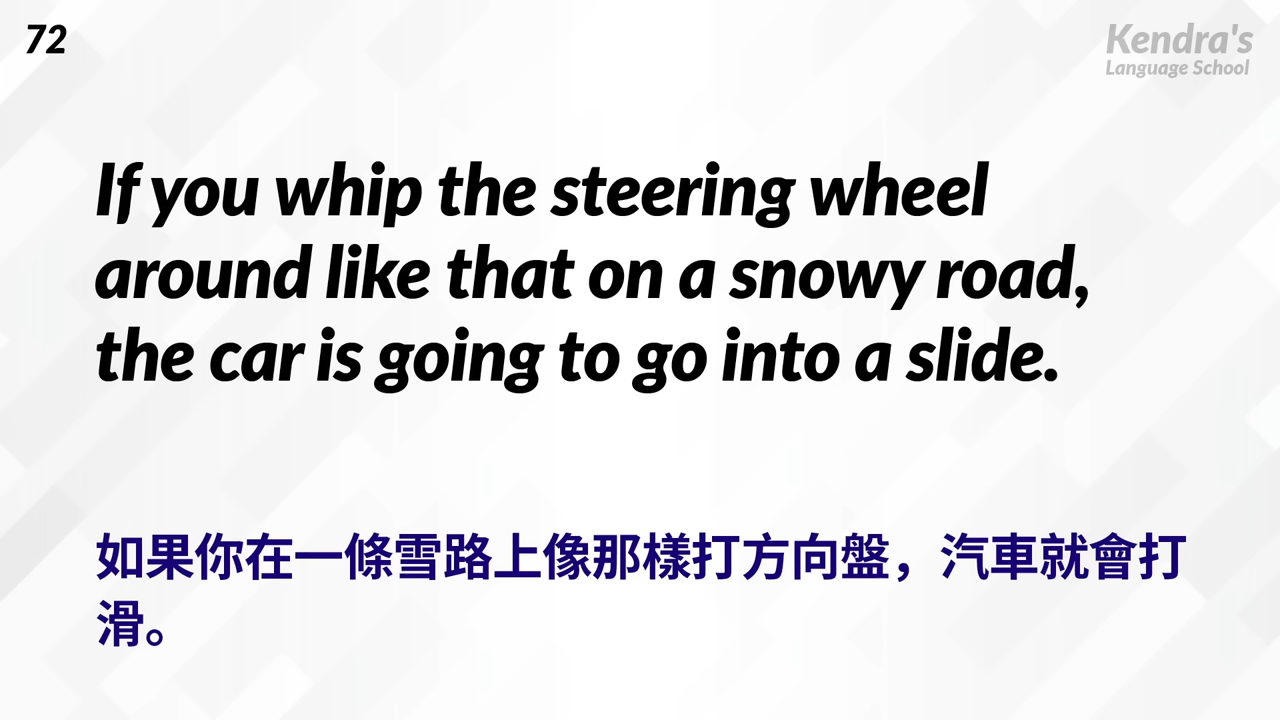 72
Kendra's
Language School
If you whip the steering wheel
around like that on a snowy road,
the car is going to go into a slide.
如果你在一條雪路上像那樣打方向盤，汽車就會打
滑。